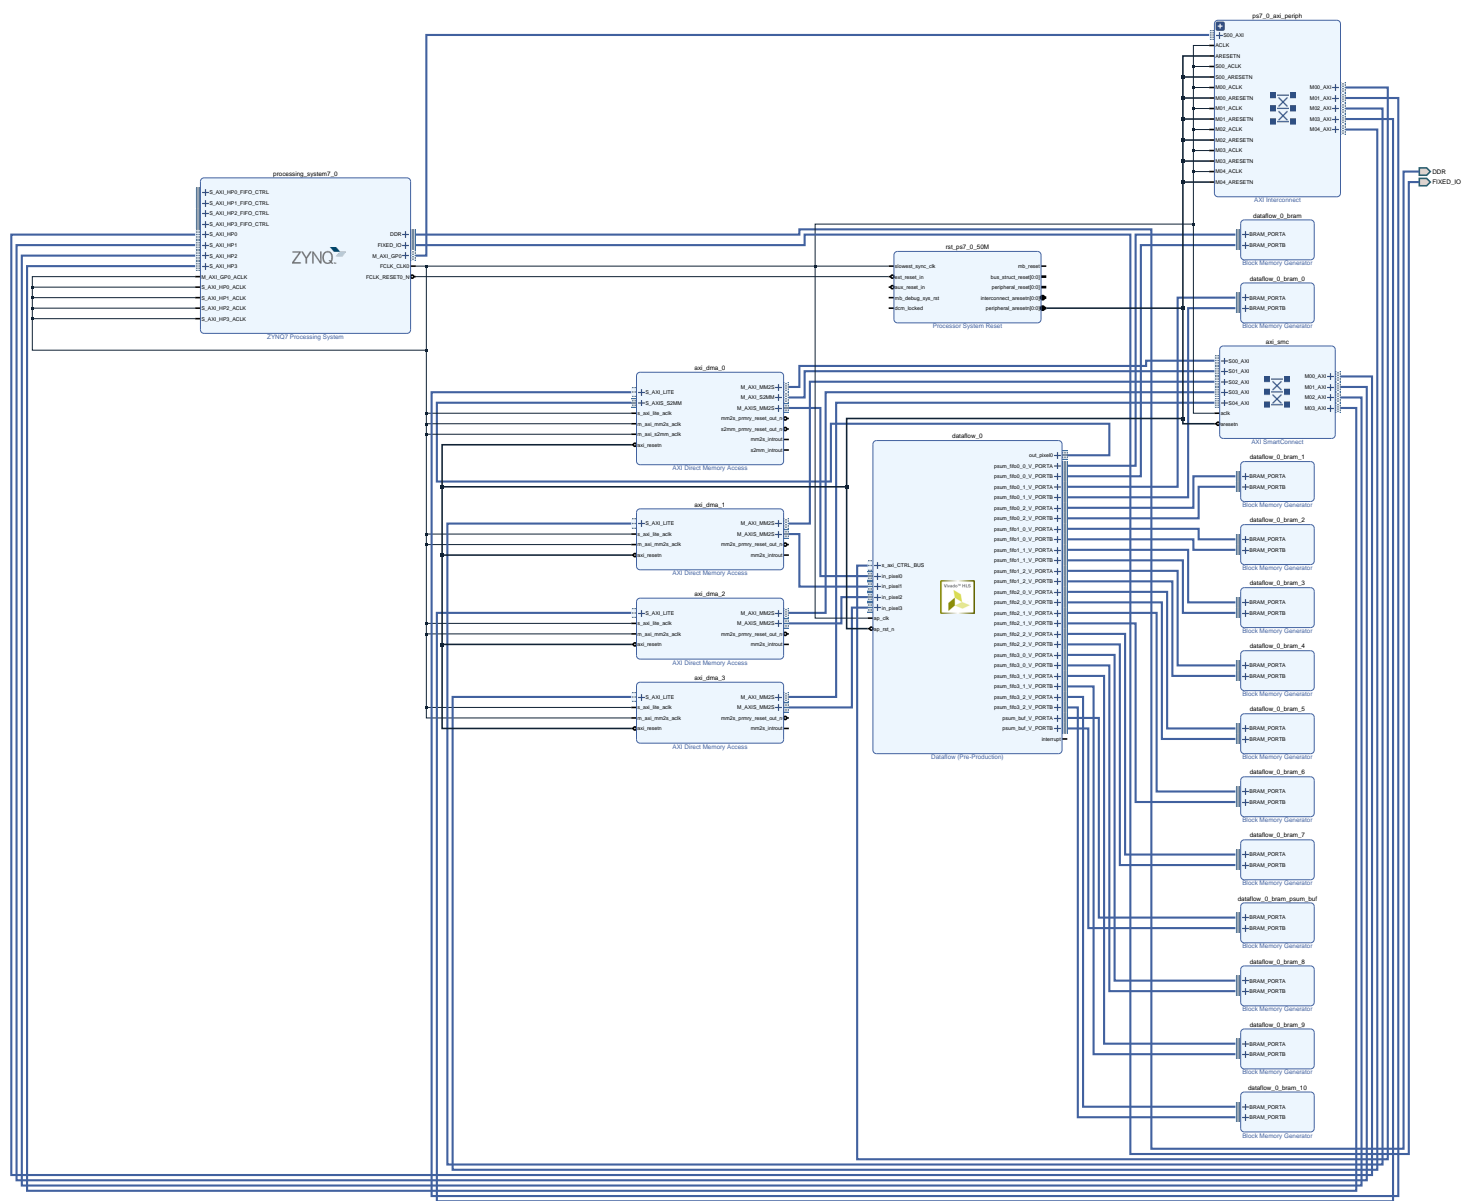 ps7_0_axi_periph
S00_AXI
ACLK
ARESETN
S00_ACLK
S00_ARESETN
M00_ACLK
M00_ARESETN
M01_ACLK
M01_ARESETN
M02_ACLK
M02_ARESETN
M03_ACLK
M03_ARESETN
M04_ACLK
M04_ARESETN
M00_AXI
M01_AXI
M02_AXI
M03_AXI
M04_AXI
AXI Interconnect
DDR
FIXED_IO
processing_system7_0
S_AXI_HP0_FIFO_CTRL
S_AXI_HP1_FIFO_CTRL
S_AXI_HP2_FIFO_CTRL
S_AXI_HP3_FIFO_CTRL
S_AXI_HP0
S_AXI_HP1
S_AXI_HP2
S_AXI_HP3
M_AXI_GP0_ACLK
S_AXI_HP0_ACLK
S_AXI_HP1_ACLK
S_AXI_HP2_ACLK
S_AXI_HP3_ACLK
ZYNQ.
DDR
FIXED_IO
M_AXI_GP0
FCLK_CLK0
FCLK_RESET0_N
ZYNQ7 Processing System
rst_ps7_0_50M
slowest_sync_clk
ext_reset_in
aux_reset_in
mb_debug_sys_rst
dcm_locked
mb_reset
bus_struct_reset[0:0]
peripheral_reset[0:0]
interconnect_aresetn[0:0]
peripheral_aresetn[0:0]
Processor System Reset
dataflow_0_bram
BRAM_PORTA
BRAM_PORTB
Block Memory Generator
dataflow_0_bram_0
BRAM_PORTA
BRAM_PORTB
Block Memory Generator
axi_smc
S00_AXI
S01_AXI
S02_AXI
S03_AXI
S04_AXI
aclk
aresetn
M00_AXI
M01_AXI
M02_AXI
M03_AXI
AXI SmartConnect
axi_dma_0
S_AXI_LITE
S_AXIS_S2MM
s_axi_lite_aclk
m_axi_mm2s_aclk
m_axi_s2mm_aclk
axi_resetn
M_AXI_MM2S
M_AXI_S2MM
M_AXIS_MM2S
mm2s_prmry_reset_out_n
s2mm_prmry_reset_out_n
mm2s_introut
s2mm_introut
AXI Direct Memory Access
axi_dma_1
S_AXI_LITE
s_axi_lite_aclk
m_axi_mm2s_aclk
axi_resetn
M_AXI_MM2S
M_AXIS_MM2S
mm2s_prmry_reset_out_n
mm2s_introut
AXI Direct Memory Access
axi_dma_2
S_AXI_LITE
s_axi_lite_aclk
m_axi_mm2s_aclk
axi_resetn
M_AXI_MM2S
M_AXIS_MM2S
mm2s_prmry_reset_out_n
mm2s_introut
AXI Direct Memory Access
axi_dma_3
S_AXI_LITE
s_axi_lite_aclk
m_axi_mm2s_aclk
axi_resetn
M_AXI_MM2S
M_AXIS_MM2S
mm2s_prmry_reset_out_n
mm2s_introut
AXI Direct Memory Access
dataflow_0
s_axi_CTRL_BUS
in_pixel0
in_pixel1
in_pixel2
in_pixel3
ap_clk
ap_rst_n
Vivado™ HLS
out_pixel0
psum_fifo0_0_V_PORTA
psum_fifo0_0_V_PORTB
psum_fifo0_1_V_PORTA
psum_fifo0_1_V_PORTB
psum_fifo0_2_V_PORTA
psum_fifo0_2_V_PORTB
psum_fifo1_0_V_PORTA
psum_fifo1_0_V_PORTB
psum_fifo1_1_V_PORTA
psum_fifo1_1_V_PORTB
psum_fifo1_2_V_PORTA
psum_fifo1_2_V_PORTB
psum_fifo2_0_V_PORTA
psum_fifo2_0_V_PORTB
psum_fifo2_1_V_PORTA
psum_fifo2_1_V_PORTB
psum_fifo2_2_V_PORTA
psum_fifo2_2_V_PORTB
psum_fifo3_0_V_PORTA
psum_fifo3_0_V_PORTB
psum_fifo3_1_V_PORTA
psum_fifo3_1_V_PORTB
psum_fifo3_2_V_PORTA
psum_fifo3_2_V_PORTB
psum_buf_V_PORTA
psum_buf_V_PORTB
interrupt
Dataflow (Pre-Production)
dataflow_0_bram_1
BRAM_PORTA
BRAM_PORTB
Block Memory Generator
dataflow_0_bram_2
BRAM_PORTA
BRAM_PORTB
Block Memory Generator
dataflow_0_bram_3
BRAM_PORTA
BRAM_PORTB
Block Memory Generator
dataflow_0_bram_4
BRAM_PORTA
BRAM_PORTB
Block Memory Generator
dataflow_0_bram_5
BRAM_PORTA
BRAM_PORTB
Block Memory Generator
dataflow_0_bram_6
BRAM_PORTA
BRAM_PORTB
Block Memory Generator
dataflow_0_bram_7
BRAM_PORTA
BRAM_PORTB
Block Memory Generator
dataflow_0_bram_psum_buf
BRAM_PORTA
BRAM_PORTB
Block Memory Generator
dataflow_0_bram_8
BRAM_PORTA
BRAM_PORTB
Block Memory Generator
dataflow_0_bram_9
BRAM_PORTA
BRAM_PORTB
Block Memory Generator
dataflow_0_bram_10
BRAM_PORTA
BRAM_PORTB
Block Memory Generator